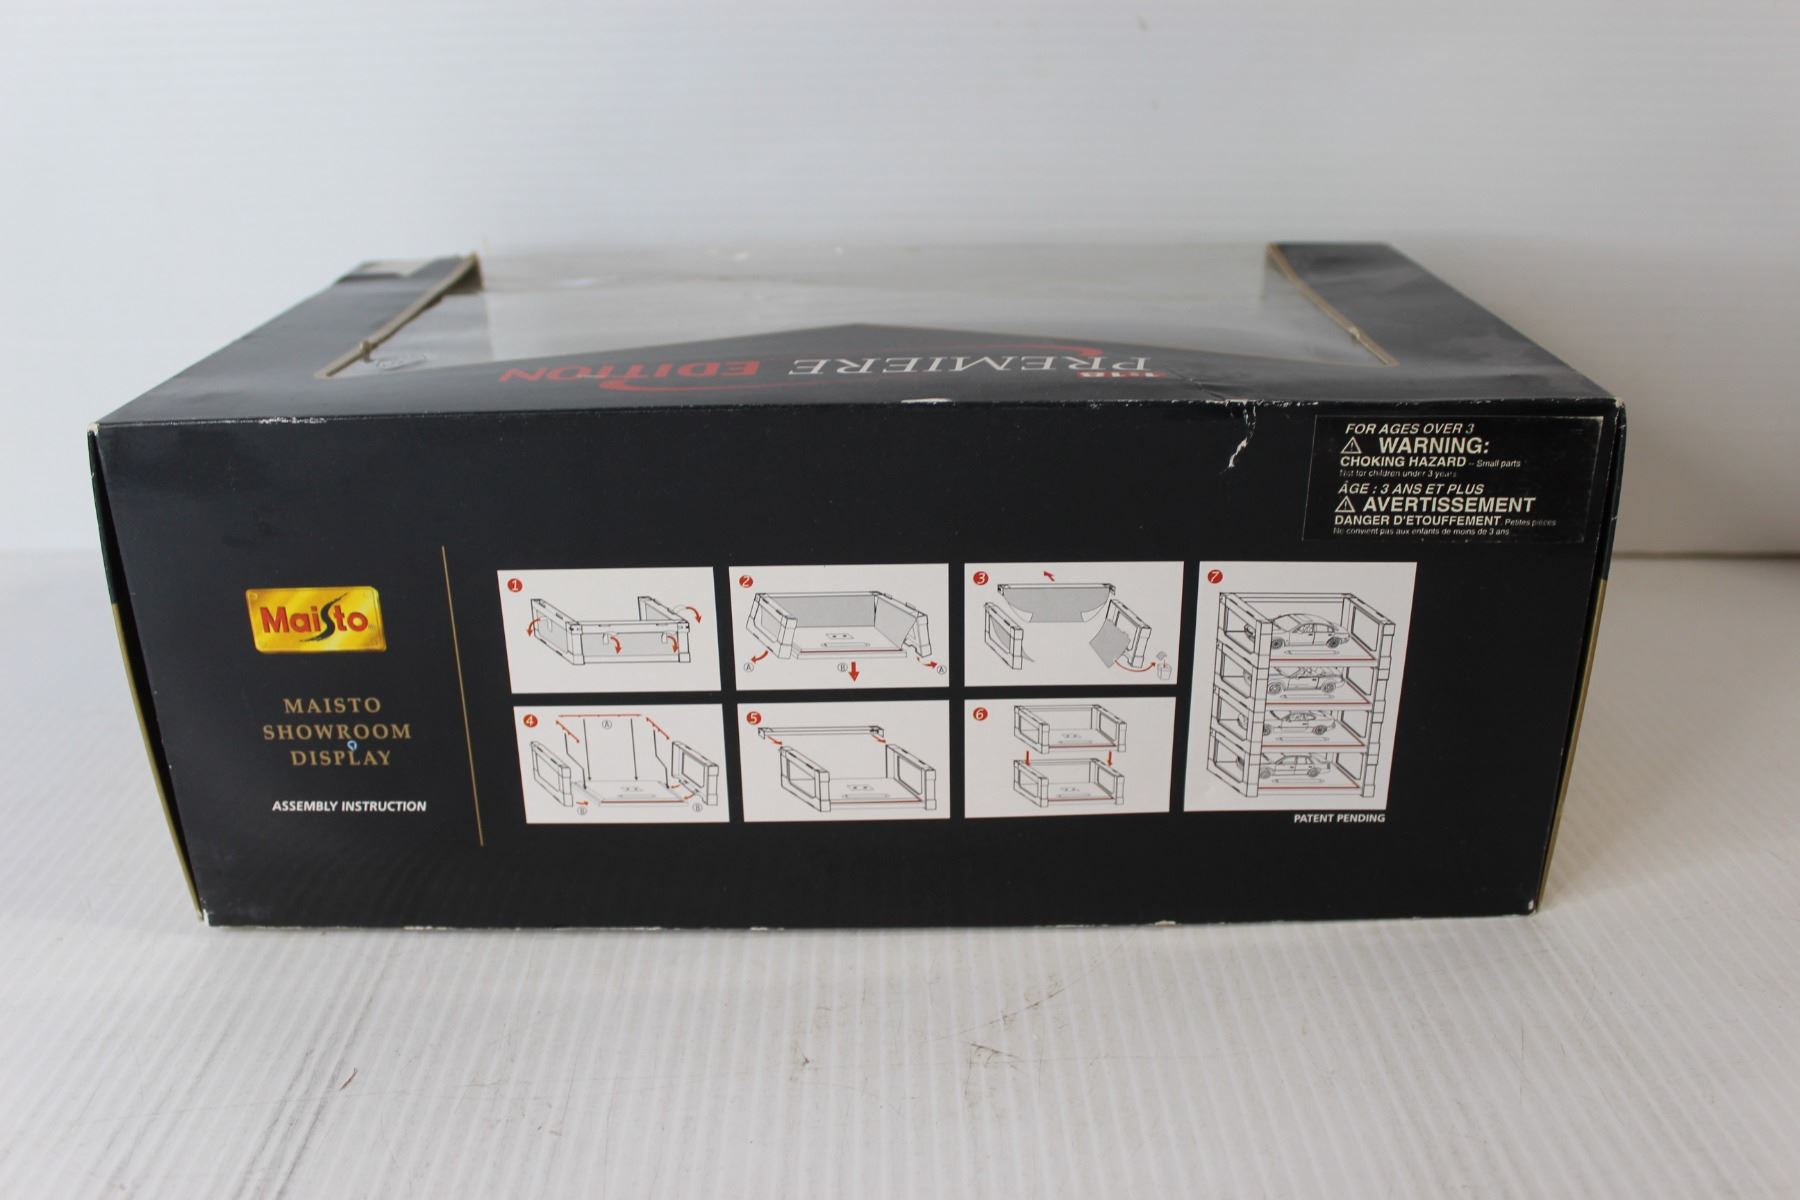 1:18
PREMIERE EDITION
FOR AGES OVER 3
⚠ WARNING:
CHOKING HAZARD -- Small parts
Not for children under 3 years
ÂGE : 3 ANS ET PLUS
⚠ AVERTISSEMENT
DANGER D'ETOUFFEMENT. Petites pièces
Ne convient pas aux enfants de moins de 3 ans
Maisto
MAISTO
SHOWROOM
DISPLAY
ASSEMBLY INSTRUCTION
1
2
A
B
A
3
4
A
B
B
5
6
7
PATENT PENDING